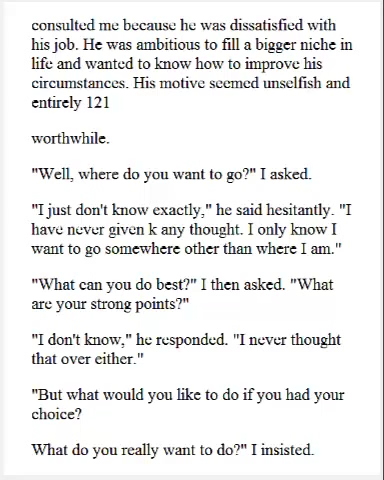 consulted me because he was dissatisfied with
his job. He was ambitious to fill a bigger niche in
life and wanted to know how to improve his
circumstances. His motive seemed unselfish and
entirely 121
worthwhile.
"Well, where do you want to go?" I asked.
"I just don't know exactly," he said hesitantly. "I
have never given k any thought. I only know I
want to go somewhere other than where I am."
"What can you do best?" I then asked. "What
are your strong points?"
"I don't know," he responded. "I never thought
that over either."
"But what would you like to do if you had your
choice?
What do you really want to do?" I insisted.